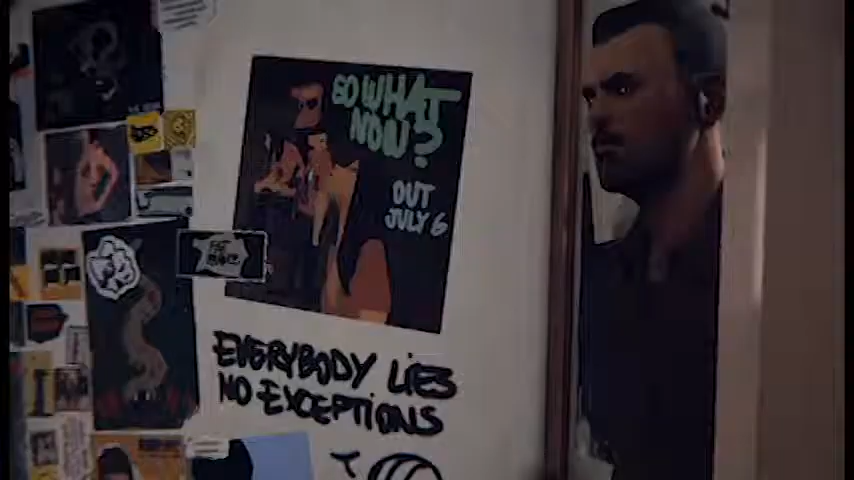 SO WHAT
NOW?
OUT
JULY 6
EVERYBODY LIES
NO EXCEPTIONS